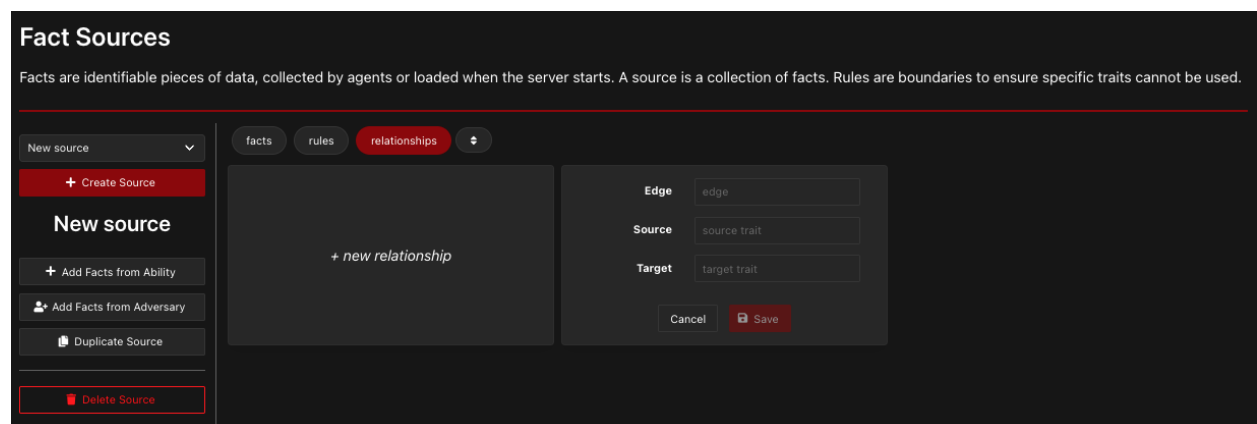 Fact Sources
Facts are identifiable pieces of data, collected by agents or loaded when the server starts. A source is a collection of facts. Rules are boundaries to ensure specific traits cannot be used.
New source
+ Create Source
New source
+ Add Facts from Ability
Add Facts from Adversary
Duplicate Source
Delete Source
facts rules relationships
+ new relationship
Edge edge
Source source trait
Target target trait
Cancel Save